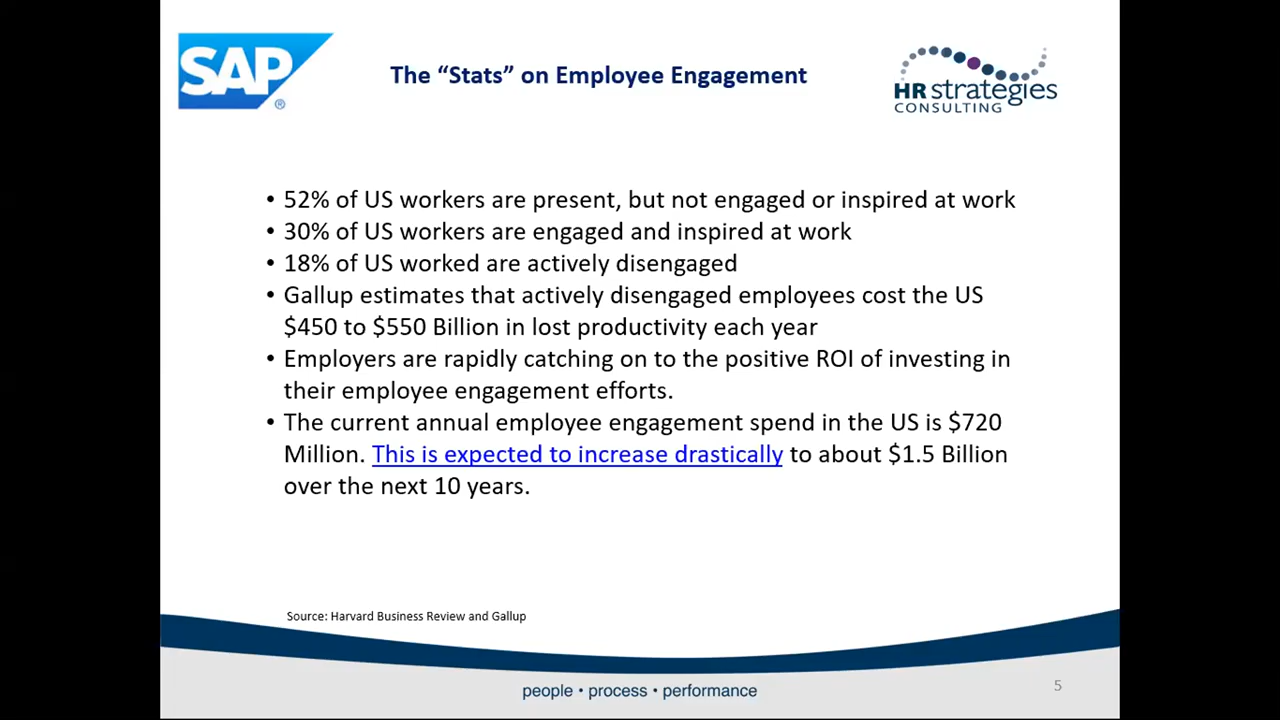 SAP®
The “Stats” on Employee Engagement
HR strategies
CONSULTING
• 52% of US workers are present, but not engaged or inspired at work
• 30% of US workers are engaged and inspired at work
• 18% of US worked are actively disengaged
• Gallup estimates that actively disengaged employees cost the US
$450 to $550 Billion in lost productivity each year
• Employers are rapidly catching on to the positive ROI of investing in
their employee engagement efforts.
• The current annual employee engagement spend in the US is $720
Million. This is expected to increase drastically to about $1.5 Billion
over the next 10 years.
Source: Harvard Business Review and Gallup
people • process • performance
5